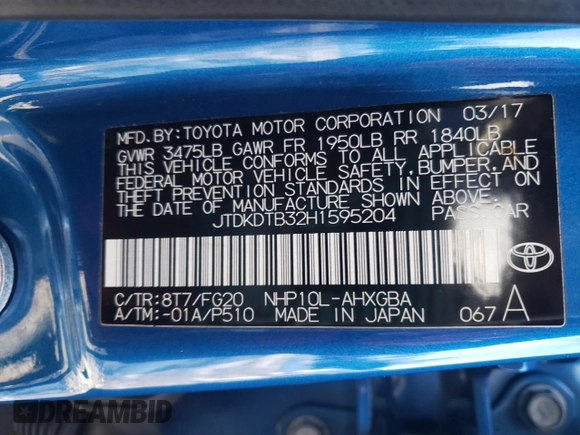 MFD. BY: TOYOTA MOTOR CORPORATION 03/17
GVWR 3475LB GAWR FR 1950LB RR 1840LB
THIS VEHICLE CONFORMS TO ALL APPLICABLE
FEDERAL MOTOR VEHICLE SAFETY, BUMPER, AND
THEFT PREVENTION STANDARDS IN EFFECT ON
THE DATE OF MANUFACTURE SHOWN ABOVE.
JTDKDTB32H1595204 PASS CAR
C/TR:8T7/FG20 NHP10L-AHXGBA
A/TM:-01A/P510 MADE IN JAPAN 067 A
DREAMBID